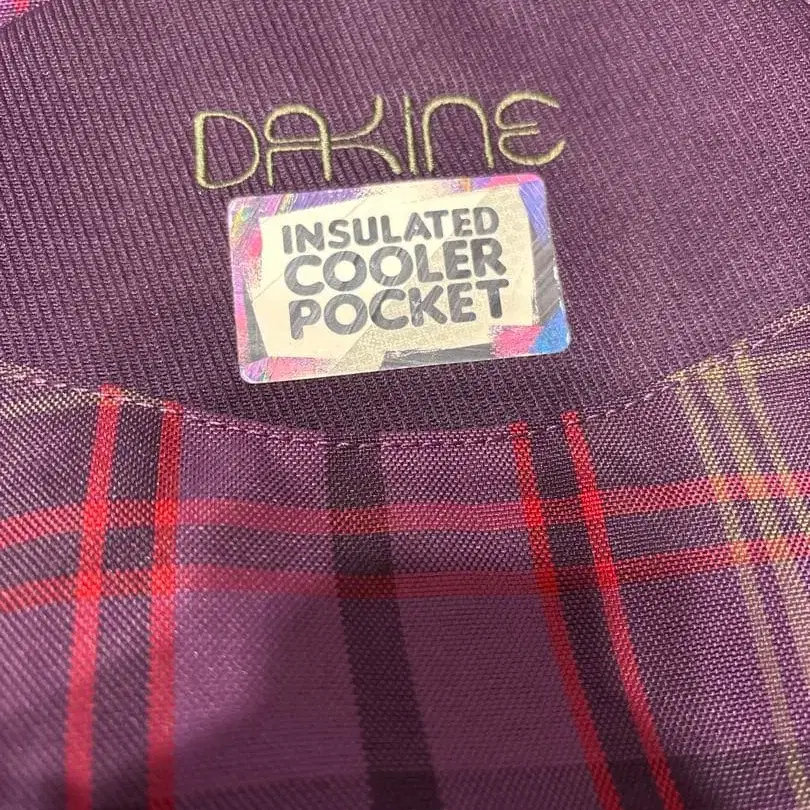 DAKINE
INSULATED
COOLER
POCKET